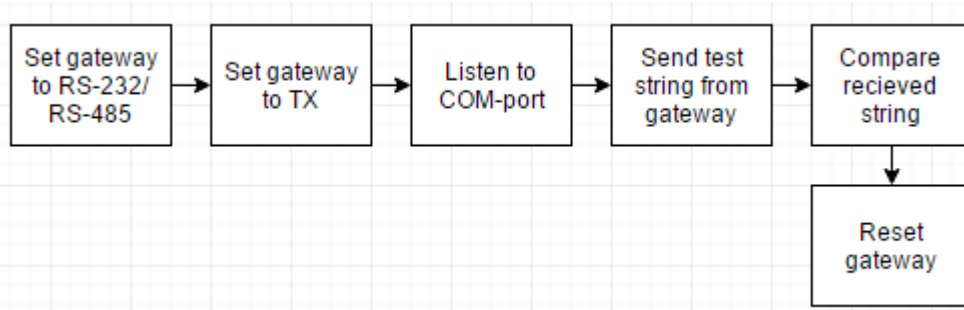 Set gateway
to RS-232/
RS-485
Set gateway
to TX
Listen to
COM-port
Send test
string from
gateway
Compare
recieved
string
Reset
gateway